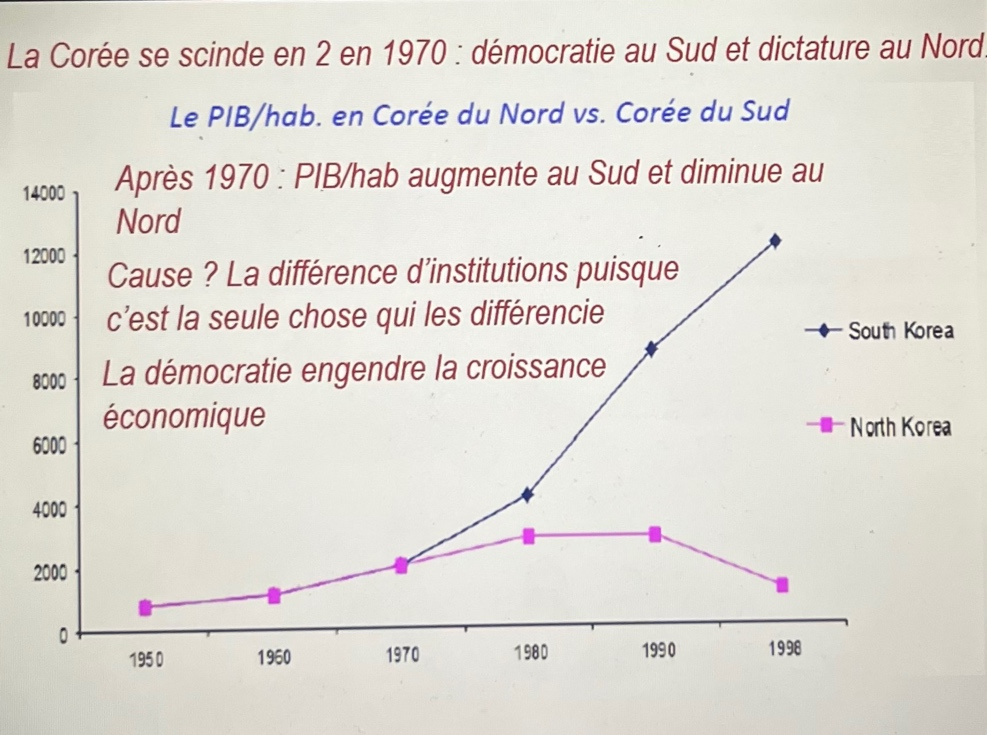 La Corée se scinde en 2 en 1970 : démocratie au Sud et dictature au Nord.
Le PIB/hab. en Corée du Nord vs. Corée du Sud
Après 1970 : PIB/hab augmente au Sud et diminue au
Nord
Cause ? La différence d'institutions puisque
c'est la seule chose qui les différencie
La démocratie engendre la croissance
économique
14000
12000
10000
8000
6000
4000
2000
0
1950 1960 1970 1980 1990 1998
South Korea
North Korea